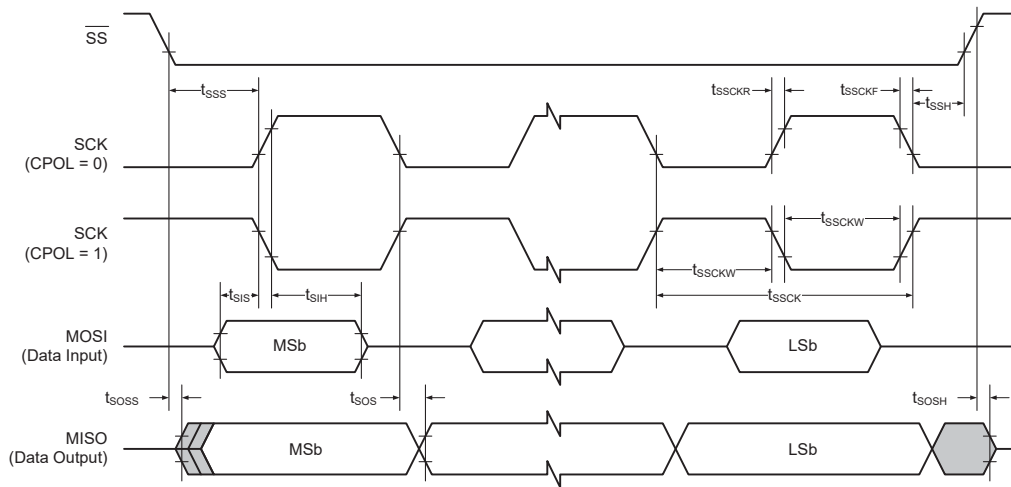 SS
tSSS
tSSCKR
tSSCKF
tSSH
SCK
(CPOL = 0)
SCK
(CPOL = 1)
tSSCKW
tSSCKW
tSIS
tSIH
tSSCK
MOSI
(Data Input)
MSb
LSb
tSOSS
tSOS
tSOSH
MISO
(Data Output)
MSb
LSb